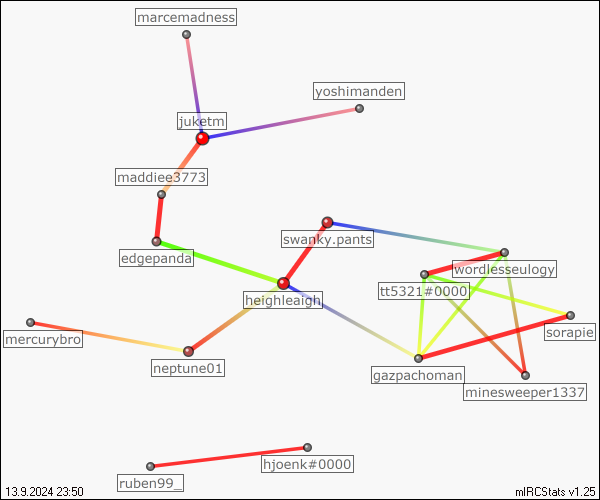 marcemadness
yoshimanden
juketm
maddiee3773
swanky.pants
edgepanda
wordlesseulogy
tt5321#0000
heighleaigh
sorapie
mercurybro
neptune01
gazpachoman
minesweeper1337
hjoenk#0000
ruben99_
13.9.2024 23:50
mIRCStats v1.25